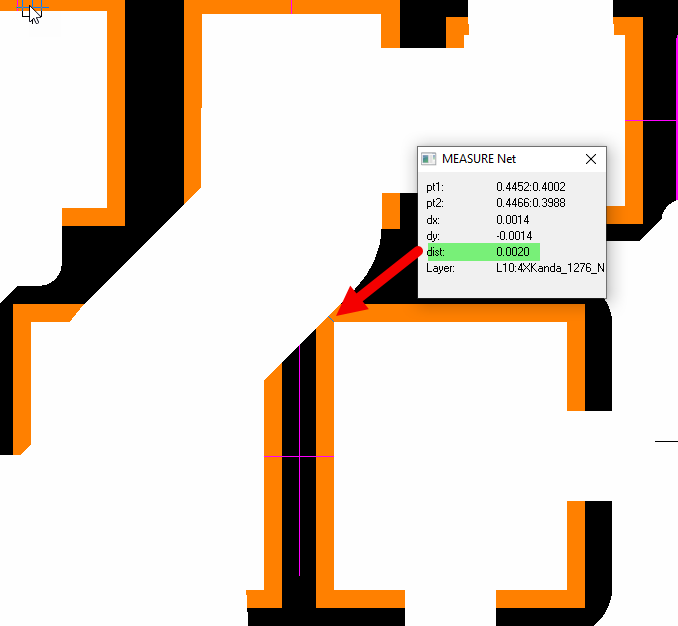 MEASURE Net
pt1: 0.4452:0.4002
pt2: 0.4466:0.3988
dx: 0.0014
dy: -0.0014
dist: 0.0020
Layer: L10:4XKanda_1276_N